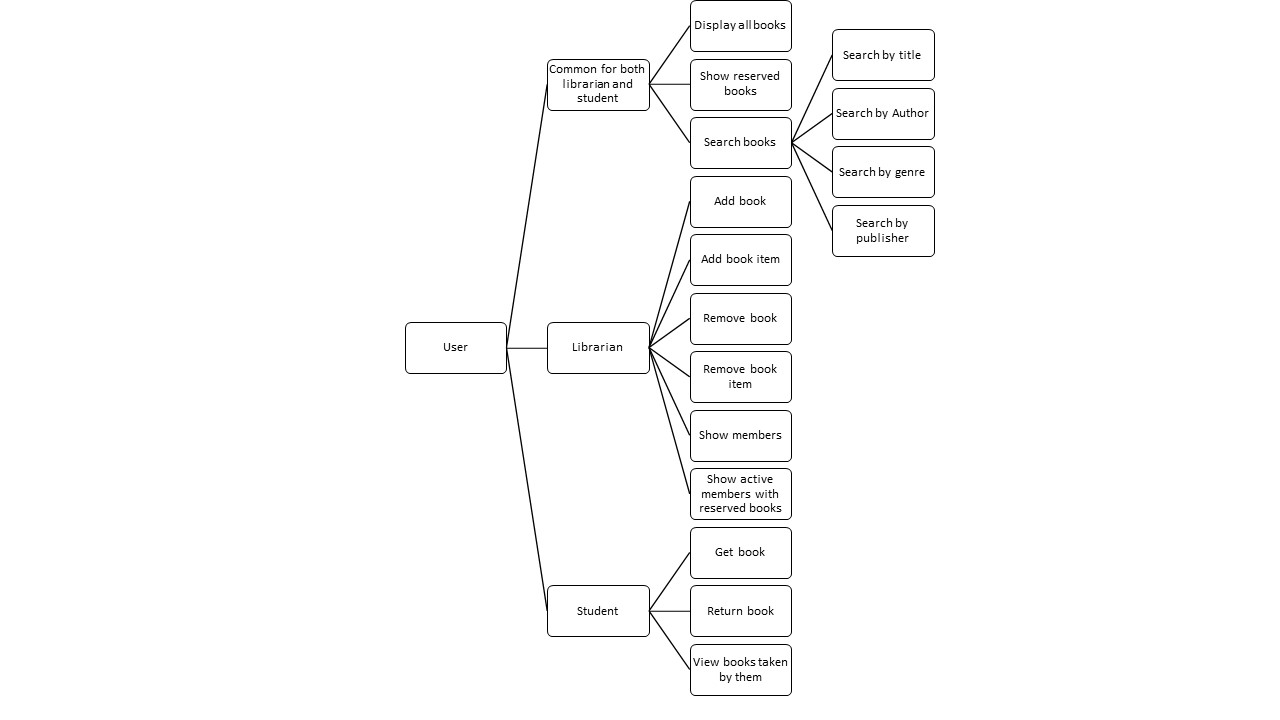 Display all books
Common for both
librarian and
student
Show reserved
books
Search books
Search by title
Search by Author
Search by genre
Search by
publisher
User
Librarian
Add book
Add book item
Remove book
Remove book
item
Show members
Show active
members with
reserved books
Student
Get book
Return book
View books taken
by them